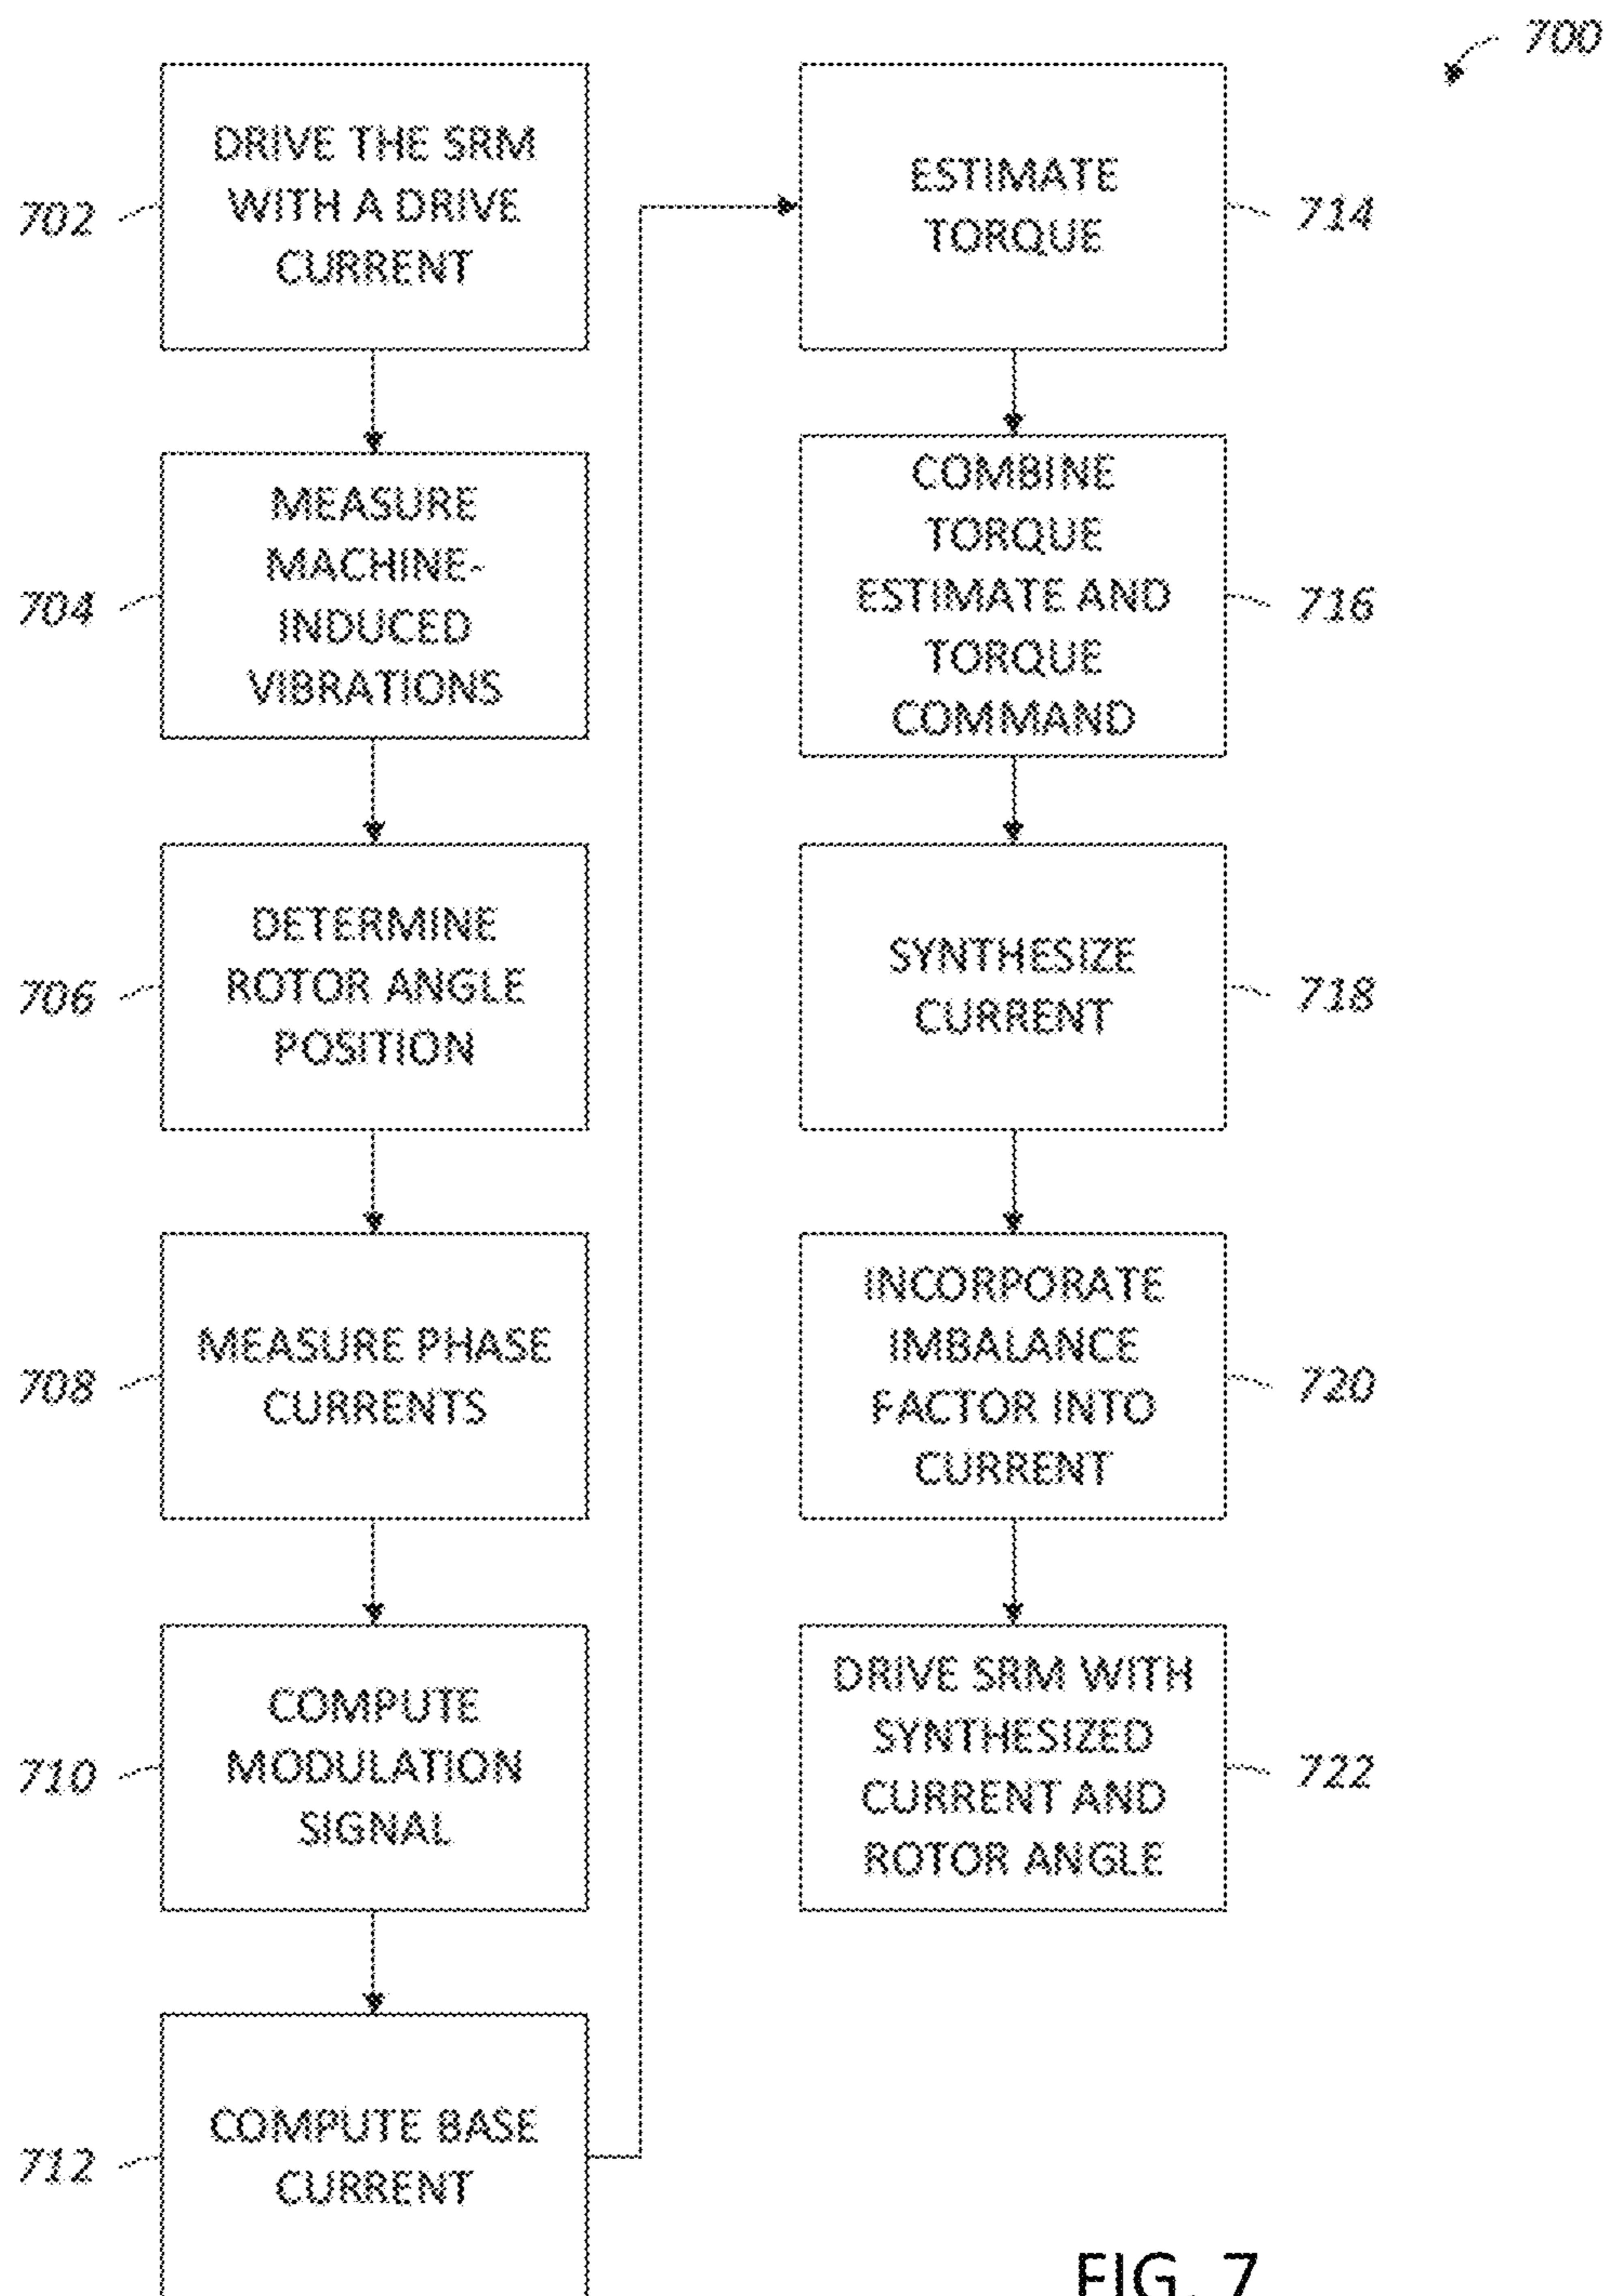 700
702
DRIVE THE SRM
WITH A DRIVE
CURRENT
704
MEASURE
MACHINE-
INDUCED
VIBRATIONS
706
DETERMINE
ROTOR ANGLE
POSITION
708
MEASURE PHASE
CURRENTS
710
COMPUTE
MODULATION
SIGNAL
712
COMPUTE BASE
CURRENT
ESTIMATE
TORQUE
714
COMBINE
TORQUE
ESTIMATE AND
TORQUE
COMMAND
716
SYNTHESIZE
CURRENT
718
INCORPORATE
IMBALANCE
FACTOR INTO
CURRENT
720
DRIVE SRM WITH
SYNTHESIZED
CURRENT AND
ROTOR ANGLE
722
FIG. 7